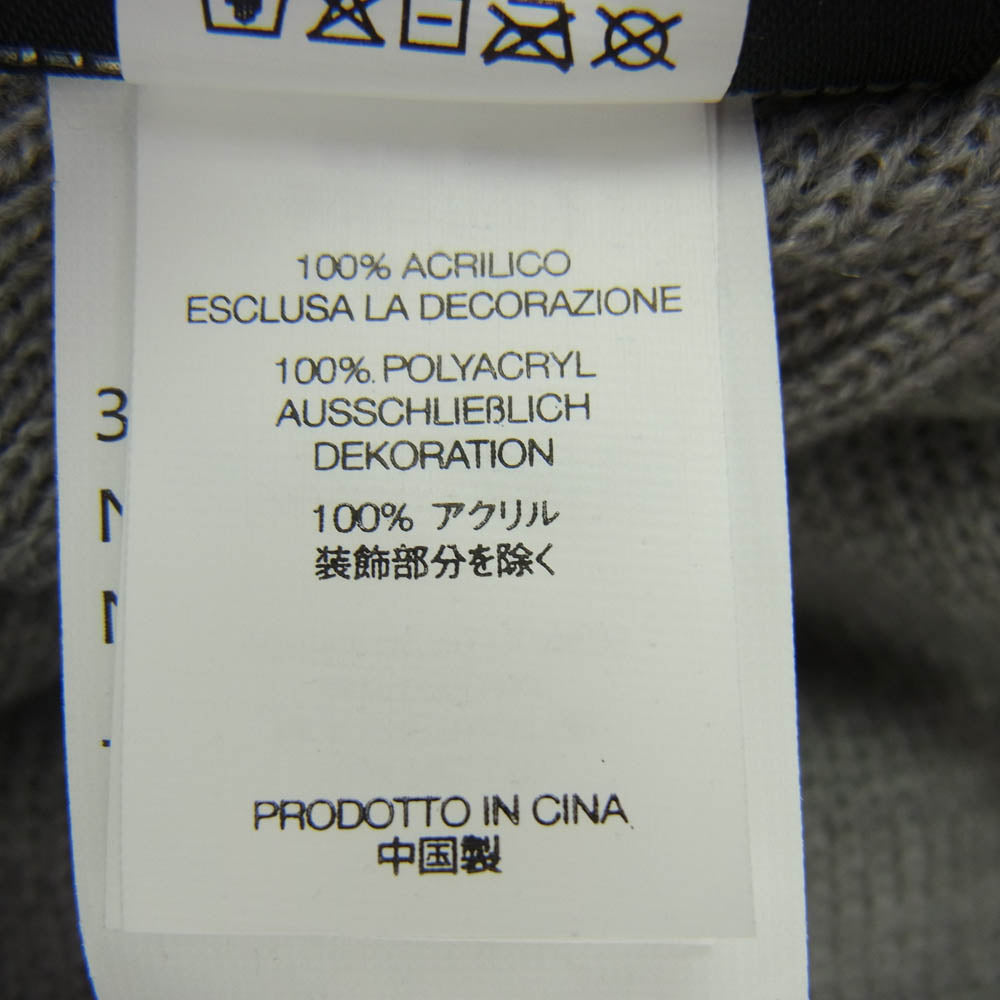 100% ACRILICO
ESCLUSA LA DECORAZIONE
100% POLYACRYL
AUSSCHLIEßLICH
DEKORATION
100% アクリル
装飾部分を除く
PRODOTTO IN CINA
中国製
3